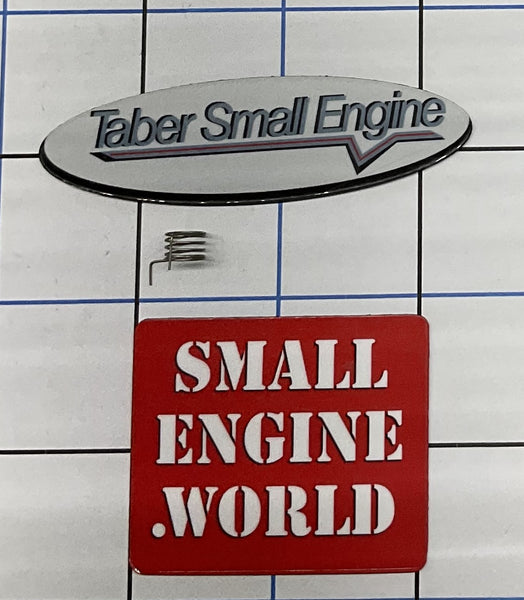 Taber Small Engine
SMALL
ENGINE
.WORLD